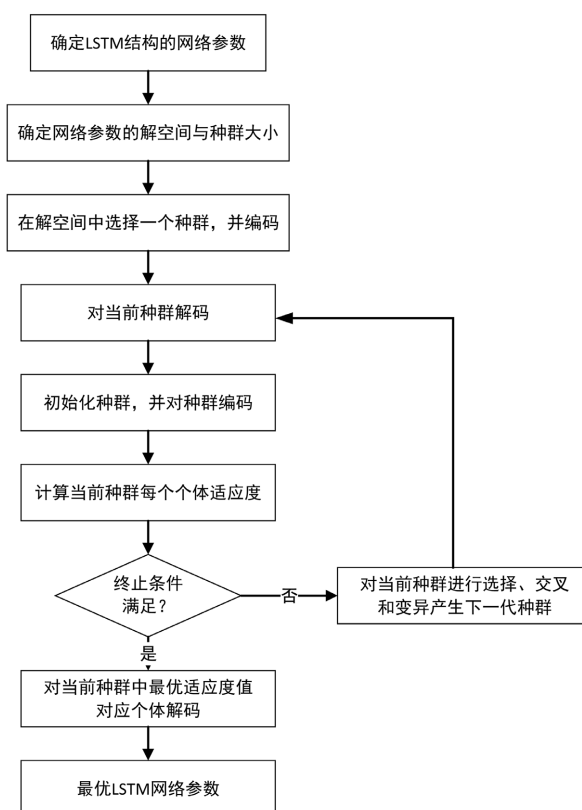 确定LSTM结构的网络参数
确定网络参数的解空间与种群大小
在解空间中选择一个种群，并编码
对当前种群解码
初始化种群，并对种群编码
计算当前种群每个个体适应度
终止条件
满足？
否
对当前种群进行选择、交叉
和变异产生下一代种群
是
对当前种群中最优适应度值
对应个体解码
最优LSTM网络参数